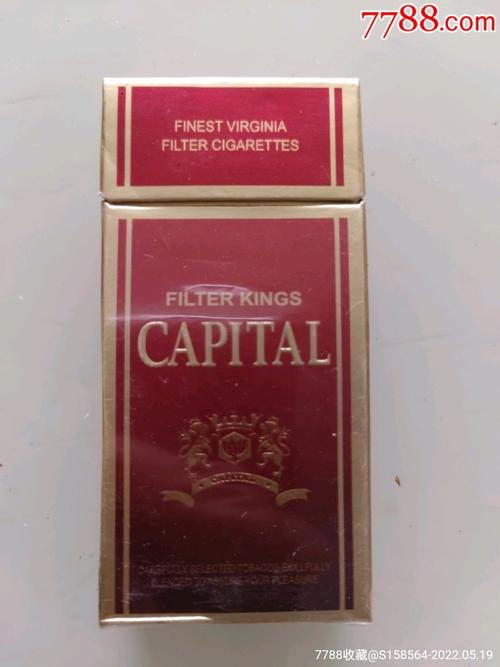 7788.com
FINEST VIRGINIA
FILTER CIGARETTES
FILTER KINGS
CAPITAL
CAREFULLY SELECTED TOBACCO SKILLFULLY
BLENDED TO ASSURE YOUR PLEASURE
7788收藏@S158564-2022.05.19